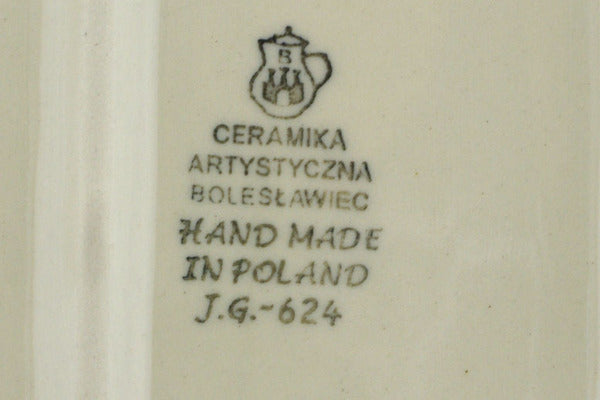 B
CERAMIKA
ARTYSTYCZNA
BOLESŁAWIEC
HAND MADE
IN POLAND
J.G.-624